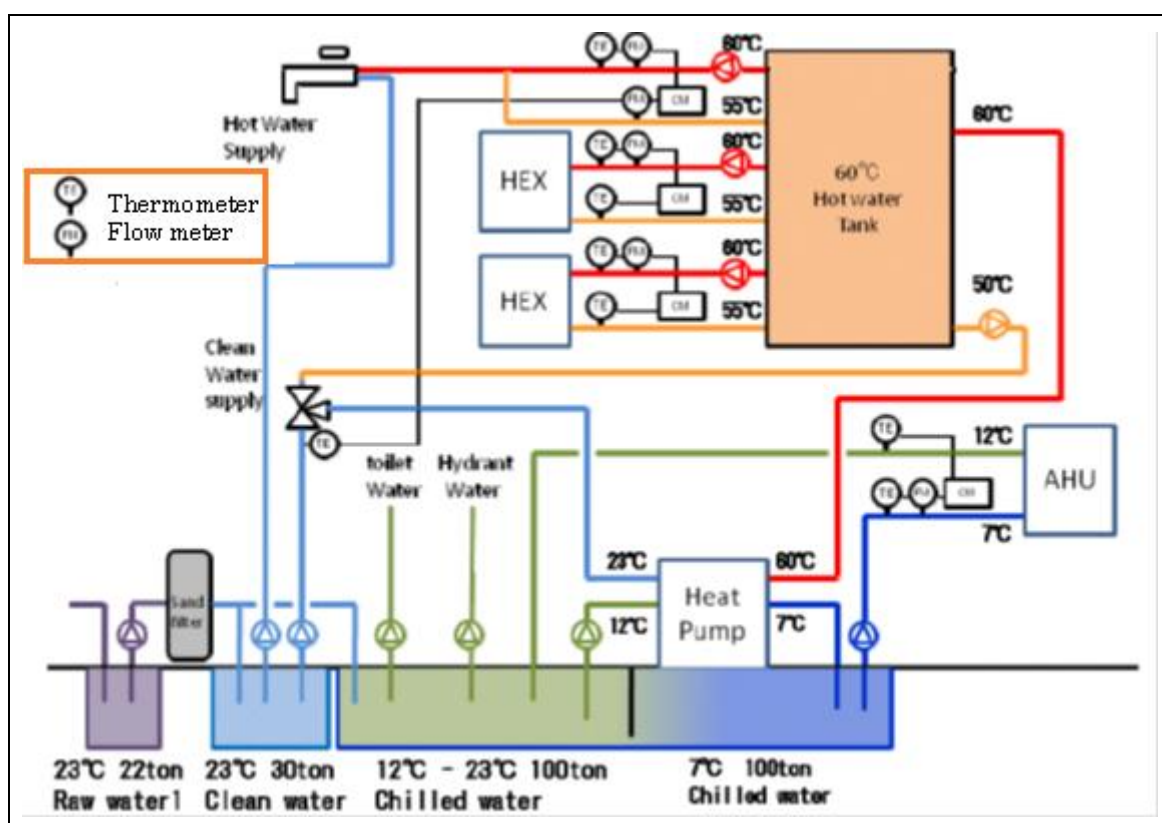 TE
FM
60℃
Hot Water
Supply
FM
CM
55℃
60℃
TE
FM
60℃
HEX
CM
60℃
Hot water
Tank
TE
55℃
TE
Thermometer
FM
Flow meter
TE
FM
60℃
50℃
HEX
TE
CM
55℃
Clean
Water
supply
TE
toilet
Water
Hydrant
Water
TE
12℃
AHU
TE
FM
CM
7℃
Sand
filter
23℃
60℃
Heat
Pump
12℃
7℃
23℃ 22ton
Raw water1
23℃ 30ton
Clean water
12℃ - 23℃ 100ton
Chilled water
7℃ 100ton
Chilled water